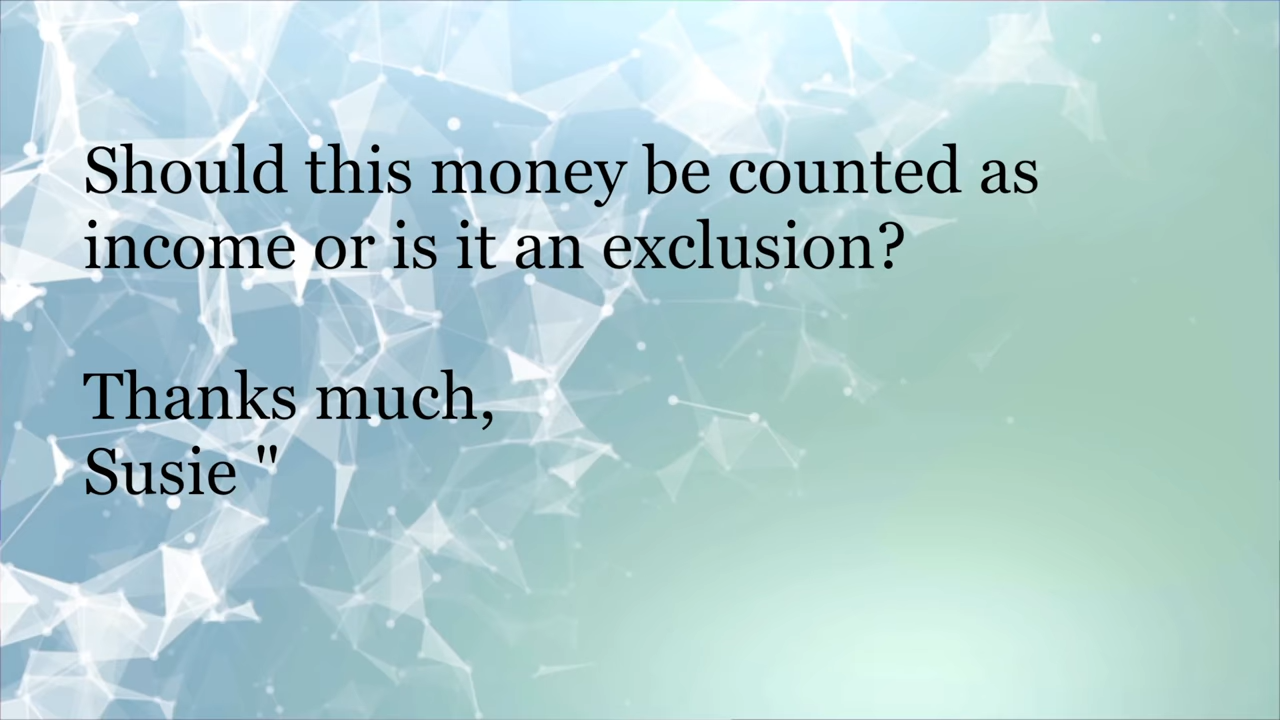 Should this money be counted as
income or is it an exclusion?
Thanks much,
Susie "